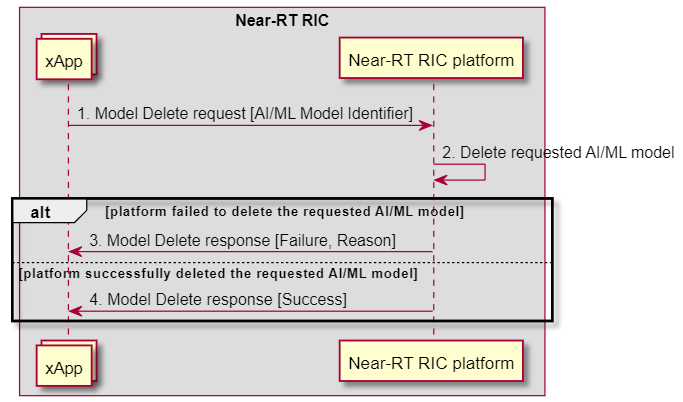 Near-RT RIC
xApp
Near-RT RIC platform
1. Model Delete request [AI/ML Model Identifier]
2. Delete requested AI/ML model
alt
[platform failed to delete the requested AI/ML model]
3. Model Delete response [Failure, Reason]
[platform successfully deleted the requested AI/ML model]
4. Model Delete response [Success]
xApp
Near-RT RIC platform